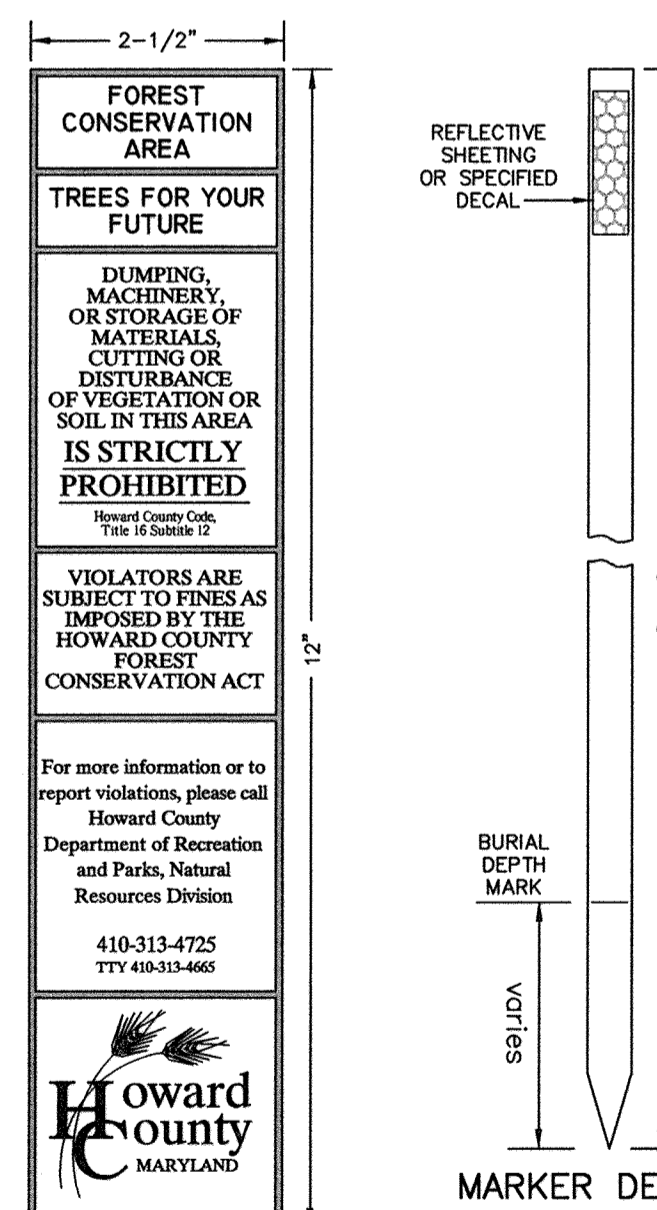 2-1/2"
FOREST
CONSERVATION
AREA
TREES FOR YOUR
FUTURE
DUMPING,
MACHINERY,
OR STORAGE OF
MATERIALS,
CUTTING OR
DISTURBANCE
OF VEGETATION OR
SOIL IN THIS AREA
IS STRICTLY
PROHIBITED
Howard County Code,
Title 16 Subtitle 12
VIOLATORS ARE
SUBJECT TO FINES AS
IMPOSED BY THE
HOWARD COUNTY
FOREST
CONSERVATION ACT
For more information or to
report violations, please call
Howard County
Department of Recreation
and Parks, Natural
Resources Division
410-313-4725
TTY 410-313-4665
Howard
County
MARYLAND
12"
REFLECTIVE
SHEETING
OR SPECIFIED
DECAL
BURIAL
DEPTH
MARK
varies
MARKER DE